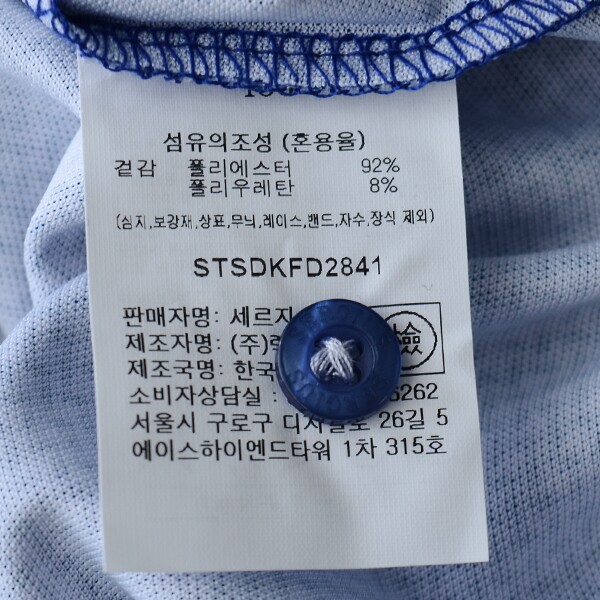 섬유의조성 (혼용율)
겉감 폴리에스터 92%
폴리우레탄 8%
(심지,보강재,상표,무늬,레이스,밴드,자수,장식 제외)
STSDKFD2841
판매자명: 세르지
제조자명: (주)
제조국명: 한국
소비자상담실 : 6262
서울시 구로구 디지털로 26길 5
에이스하이엔드타워 1차 315호